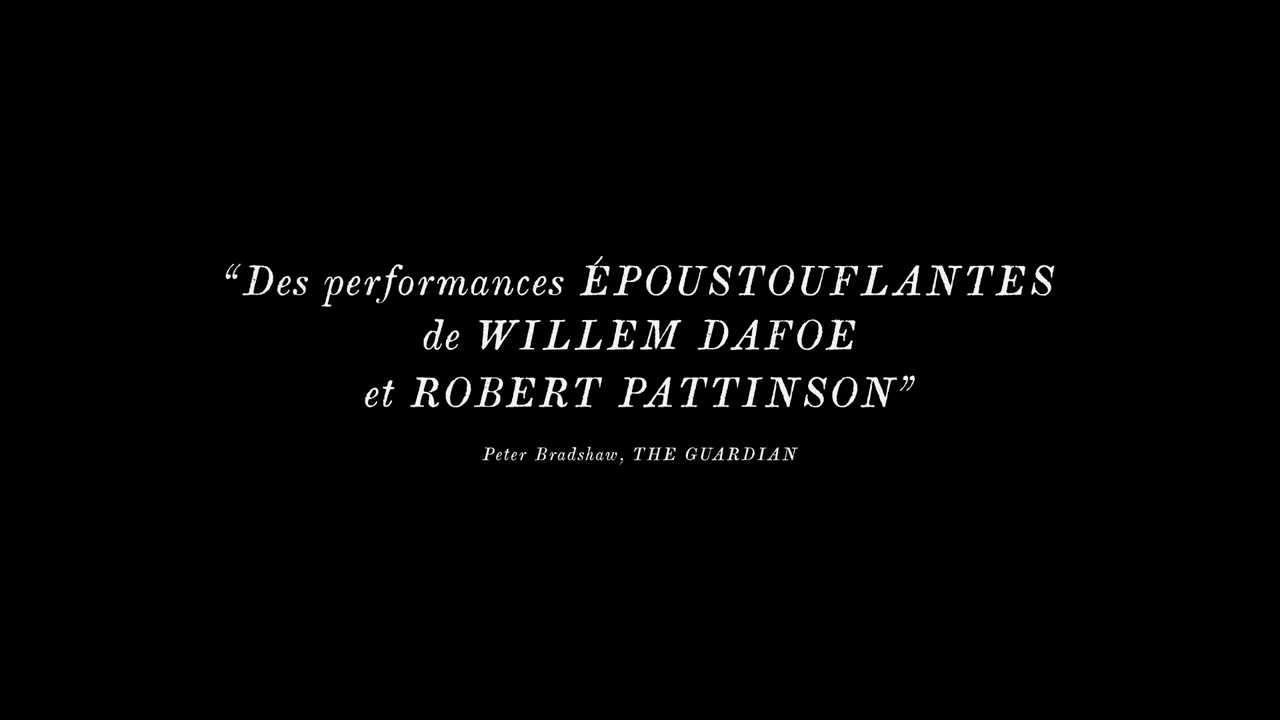 “Des performances ÉPOUSTOUFLANTES
de WILLEM DAFOE
et ROBERT PATTINSON”
Peter Bradshaw, THE GUARDIAN